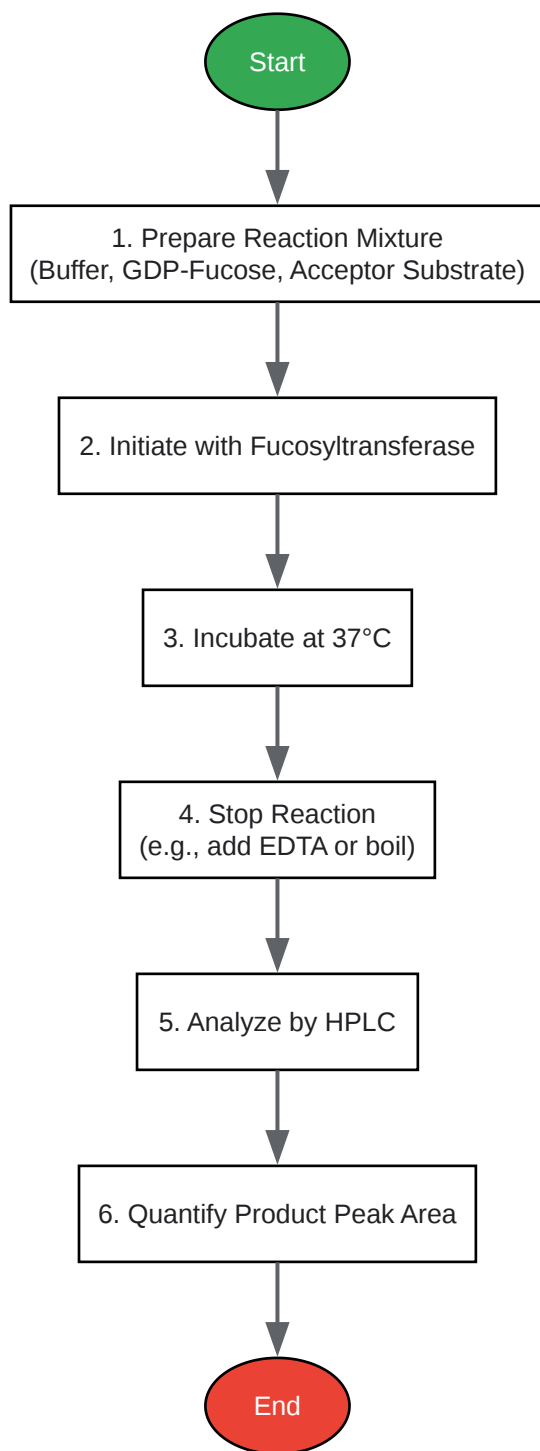 Start
1. Prepare Reaction Mixture
(Buffer, GDP-Fucose, Acceptor Substrate)
2. Initiate with Fucosyltransferase
3. Incubate at 37°C
4. Stop Reaction
(e.g., add EDTA or boil)
5. Analyze by HPLC
6. Quantify Product Peak Area
End